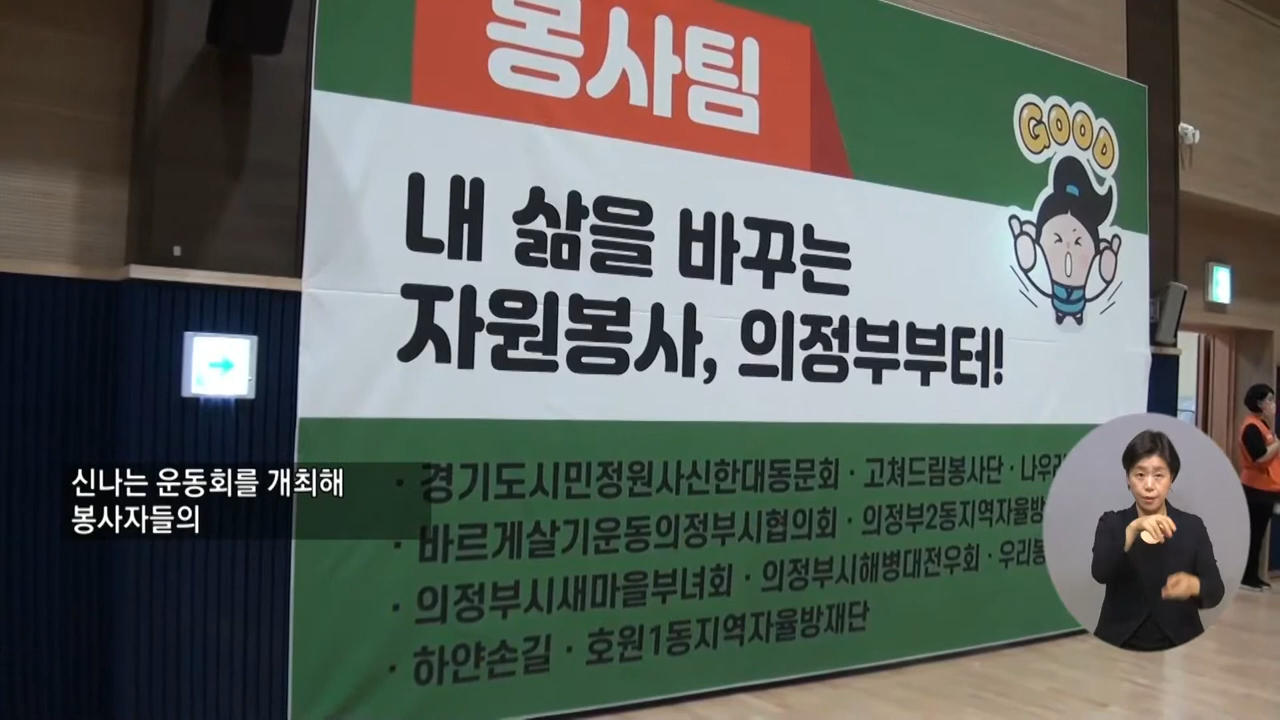 봉사팀
GOOD
내 삶을 바꾸는
자원봉사, 의정부부터!
· 경기도시민정원사신한대동문회 · 고쳐드림봉사단 ·
· 바르게살기운동의정부시협의회 · 의정부2동지역자율방
· 의정부시새마을부녀회 · 의정부시해병대전우회 ·
· 하얀손길 · 호원1동지역자율방재단
신나는 운동회를 개최해
봉사자들의